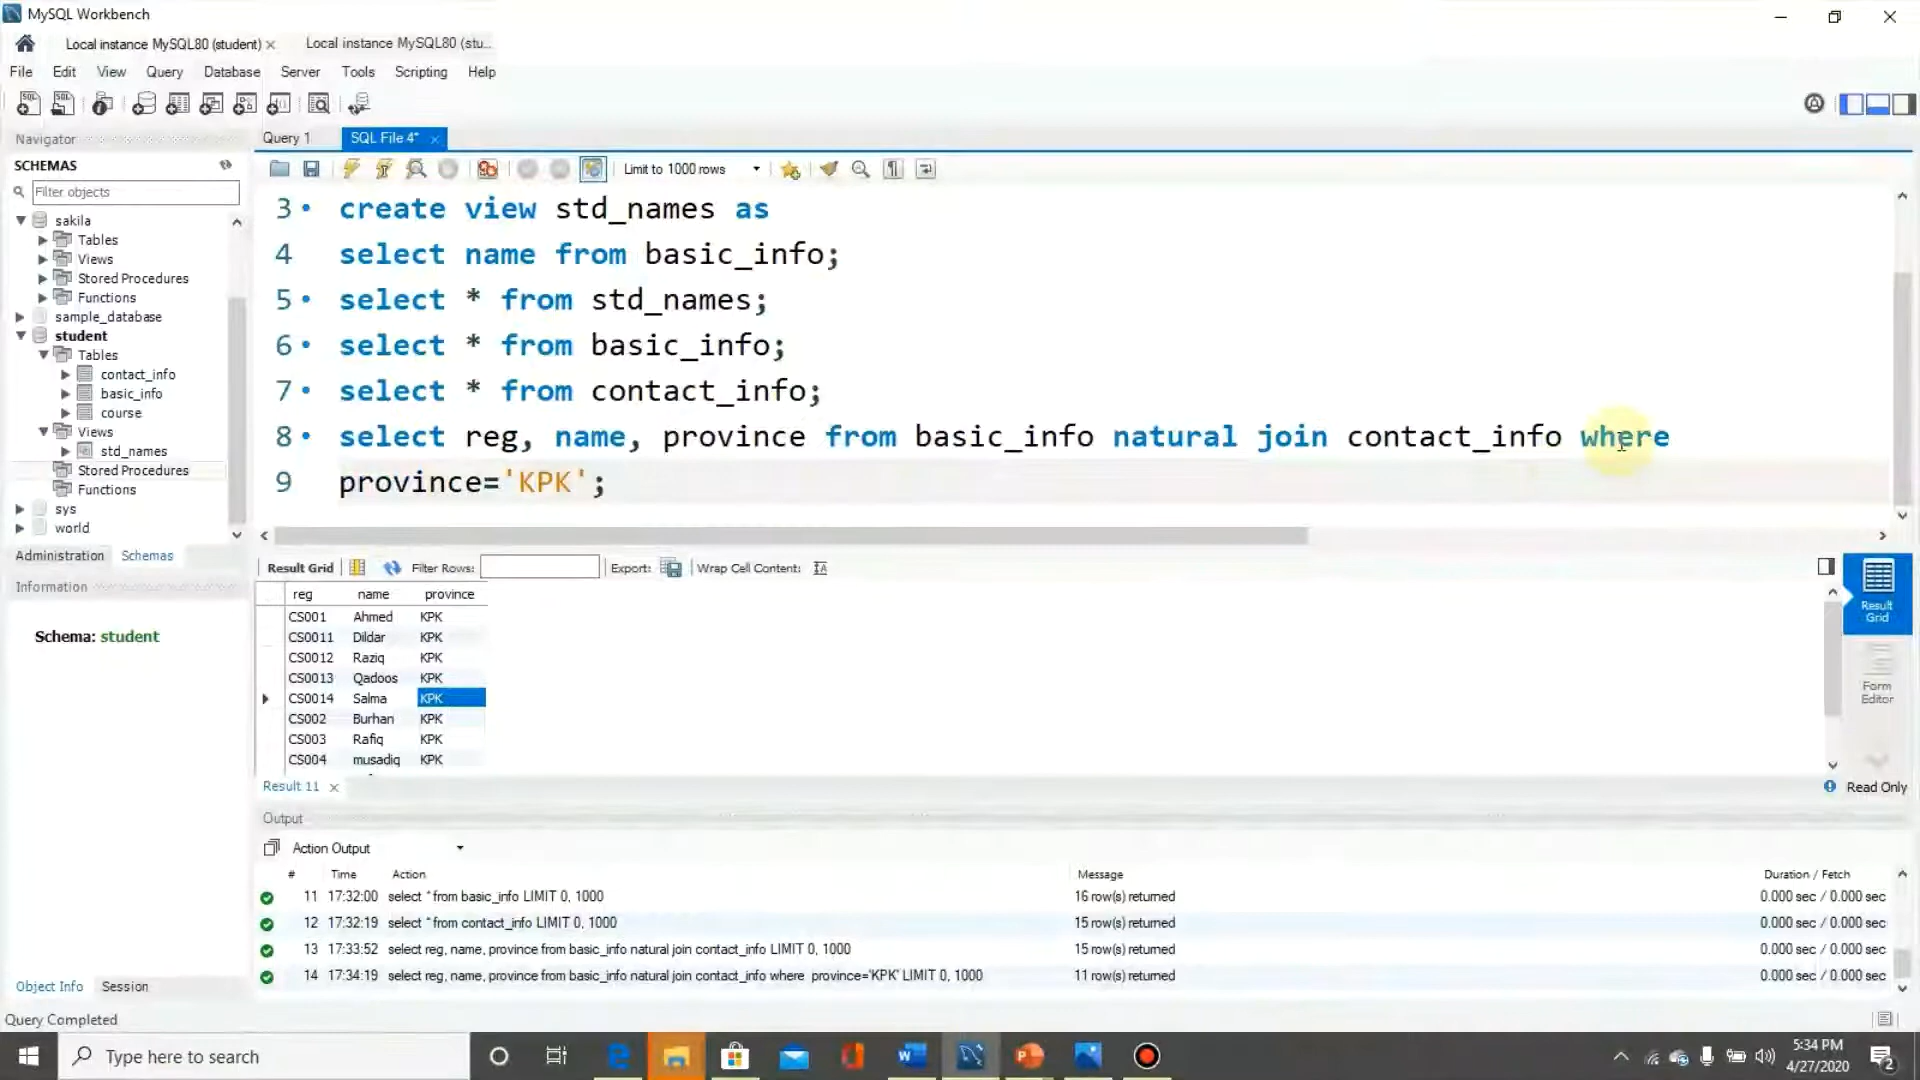 MySQL Workbench
Local instance MySQL80 (student)
Local instance MySQL80 (stu...
File Edit View Query Database Server Tools Scripting Help
Navigator
Query 1
SQL File 4*
SCHEMAS
Limit to 1000 rows
Filter objects
sakila
Tables
Views
Stored Procedures
Functions
sample_database
student
Tables
contact_info
basic_info
course
Views
std_names
Stored Procedures
Functions
sys
world
Administration Schemas
Information
Schema: student
3 create view std_names as
4 select name from basic_info;
5 select * from std_names;
6 select * from basic_info;
7 select * from contact_info;
8 select reg, name, province from basic_info natural join contact_info where
9 province='KPK';
Result Grid Filter Rows: Export: Wrap Cell Content:
reg name province
CS001 Ahmed KPK
CS0011 Dildar KPK
CS0012 Raziq KPK
CS0013 Qadoos KPK
CS0014 Salma KPK
CS002 Burhan KPK
CS003 Rafiq KPK
CS004 musadiq KPK
Result Grid
Form Editor
Result 11
Read Only
Output
Action Output
# Time Action Message Duration / Fetch
11 17:32:00 select * from basic_info LIMIT 0, 1000 16 row(s) returned 0.000 sec / 0.000 sec
12 17:32:19 select * from contact_info LIMIT 0, 1000 15 row(s) returned 0.000 sec / 0.000 sec
13 17:33:52 select reg, name, province from basic_info natural join contact_info LIMIT 0, 1000 15 row(s) returned 0.000 sec / 0.000 sec
14 17:34:19 select reg, name, province from basic_info natural join contact_info where province='KPK' LIMIT 0, 1000 11 row(s) returned 0.000 sec / 0.000 sec
Object Info Session
Query Completed
Type here to search
5:34 PM
4/27/2020
2